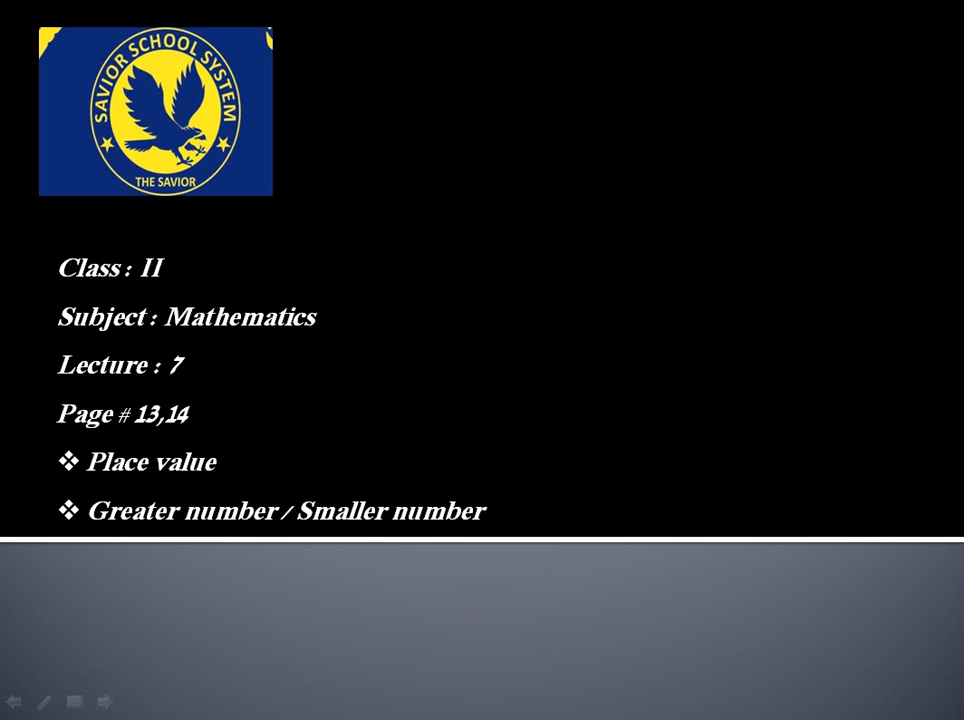 SAVIOR SCHOOL SYSTEM
THE SAVIOR
Class : II
Subject : Mathematics
Lecture : 7
Page # 13,14
❖ Place value
❖ Greater number / Smaller number